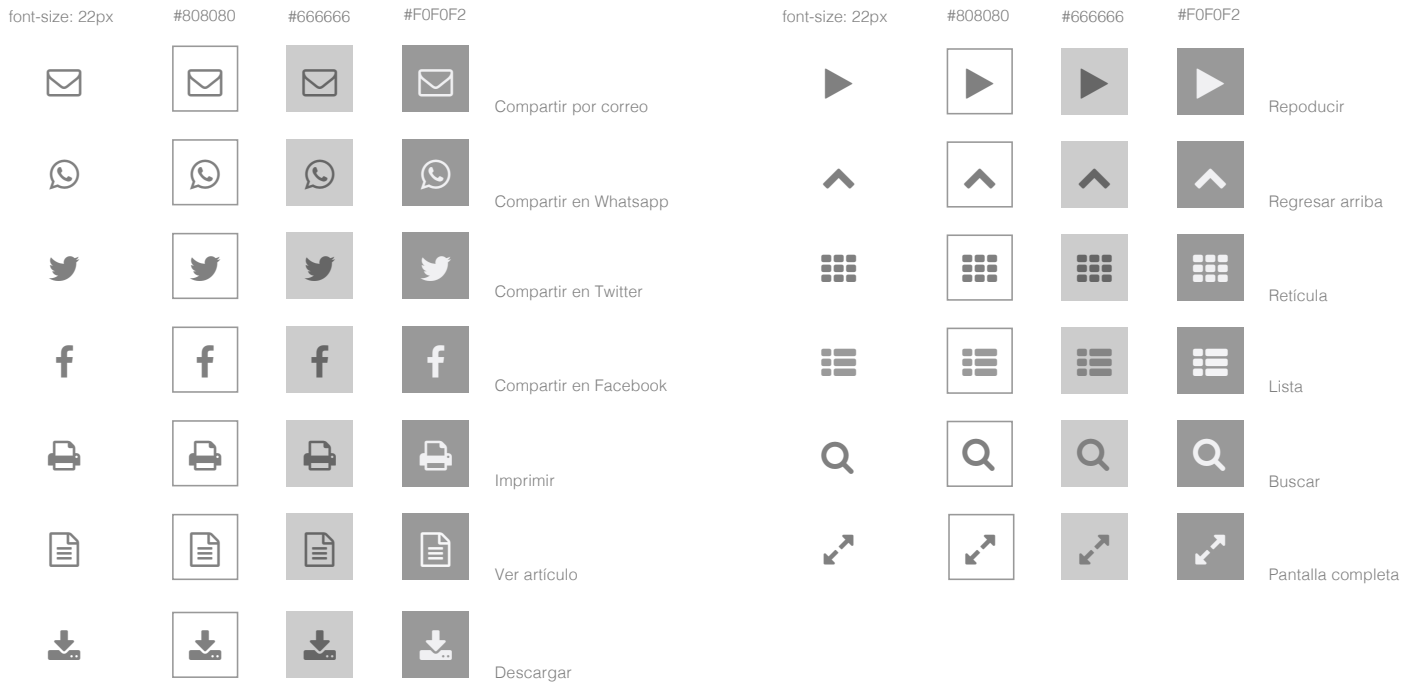 font-size: 22px #808080 #666666 #F0F0F2
Compartir por correo
Compartir en Whatsapp
Compartir en Twitter
Compartir en Facebook
Imprimir
Ver artículo
Descargar
font-size: 22px #808080 #666666 #F0F0F2
Repoducir
Regresar arriba
Retícula
Lista
Buscar
Pantalla completa